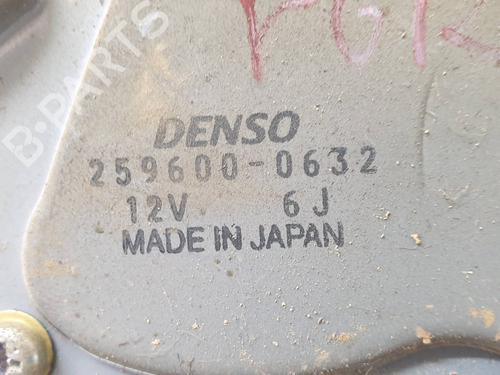 B-PARTS
DENSO
259600-0632
12V 6J
MADE IN JAPAN